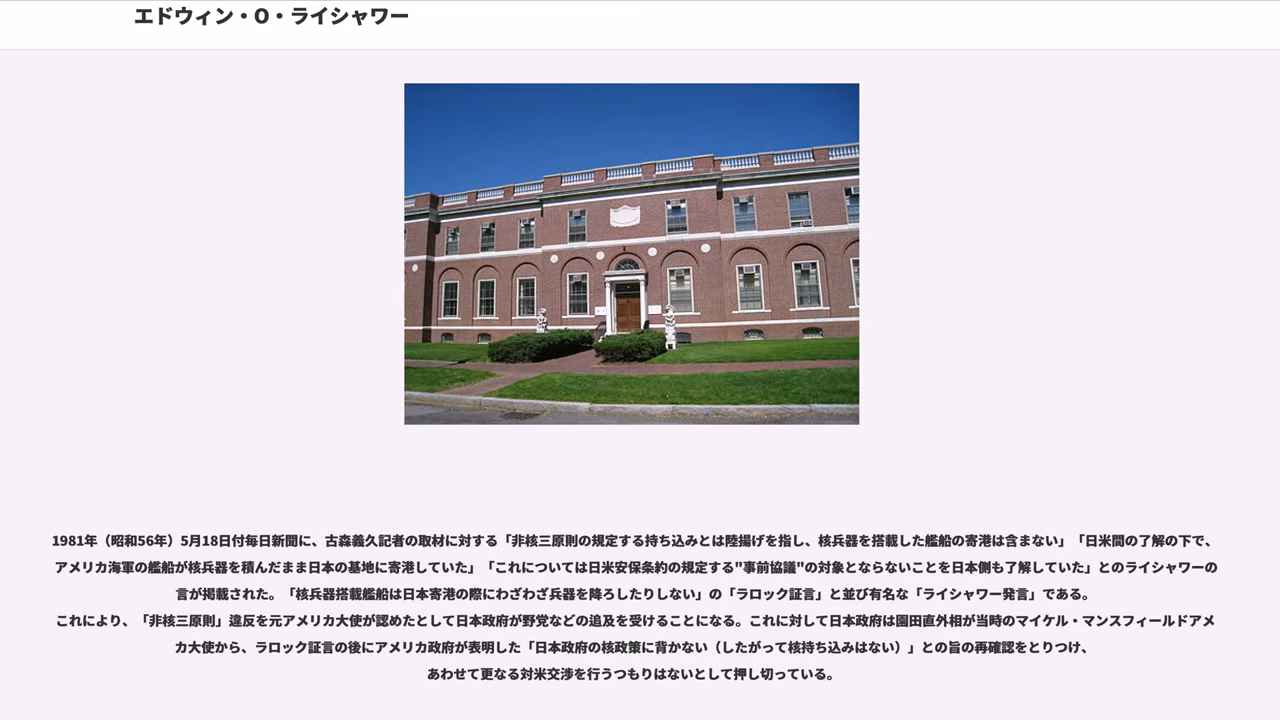 エドウィン・O・ライシャワー
1981年（昭和56年）5月18日付毎日新聞に、古森義久記者の取材に対する「非核三原則の規定する持ち込みとは陸揚げを指し、核兵器を搭載した艦船の寄港は含まない」「日米間の了解の下で、
アメリカ海軍の艦船が核兵器を積んだまま日本の基地に寄港していた」「これについては日米安保条約の規定する"事前協議"の対象とならないことを日本側も了解していた」とのライシャワーの
言が掲載された。「核兵器搭載艦船は日本寄港の際にわざわざ兵器を降ろしたりしない」の「ラロック証言」と並び有名な「ライシャワー発言」である。
これにより、「非核三原則」違反を元アメリカ大使が認めたとして日本政府が野党などの追及を受けることになる。これに対して日本政府は園田直外相が当時のマイケル・マンスフィールドアメ
カ大使から、ラロック証言の後にアメリカ政府が表明した「日本政府の核政策に背かない（したがって核持ち込みはない）」との旨の再確認をとりつけ、
あわせて更なる対米交渉を行うつもりはないとして押し切っている。